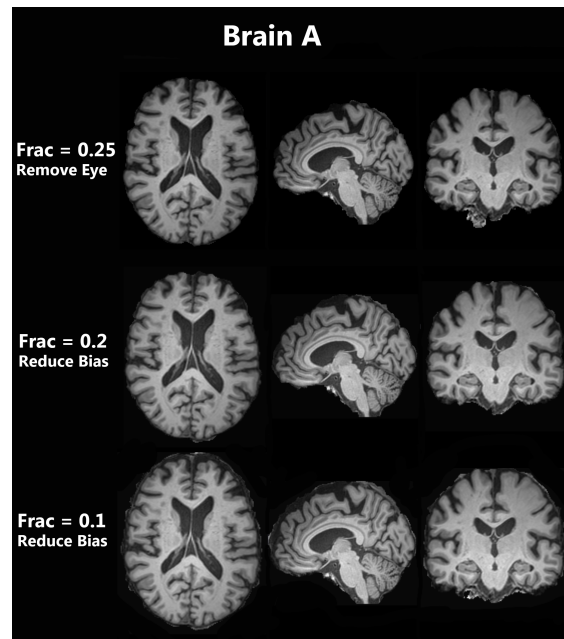 Brain A
Frac = 0.25
Remove Eye
Frac = 0.2
Reduce Bias
Frac = 0.1
Reduce Bias